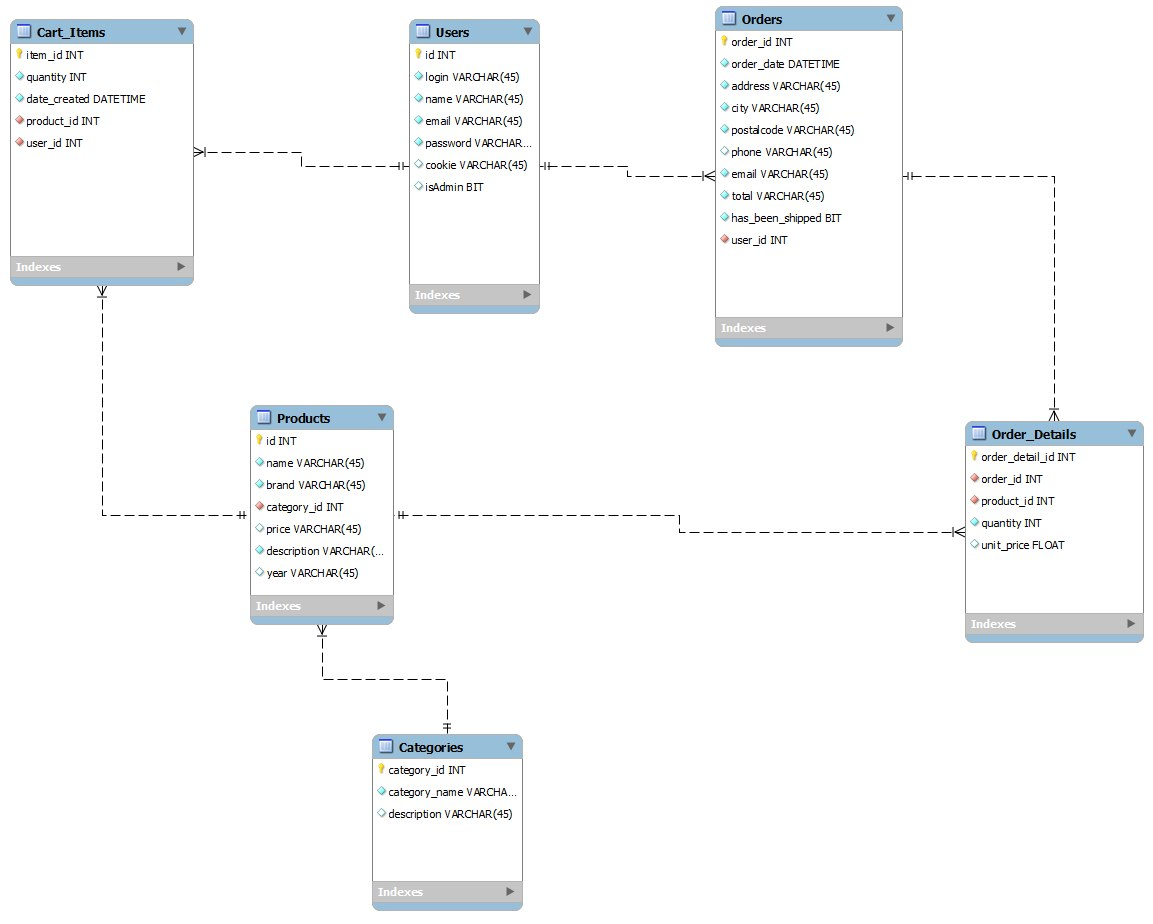 Cart_Items
item_id INT
quantity INT
date_created DATETIME
product_id INT
user_id INT
Indexes
Users
id INT
login VARCHAR(45)
name VARCHAR(45)
email VARCHAR(45)
password VARCHAR...
cookie VARCHAR(45)
isAdmin BIT
Indexes
Orders
order_id INT
order_date DATETIME
address VARCHAR(45)
city VARCHAR(45)
postalcode VARCHAR(45)
phone VARCHAR(45)
email VARCHAR(45)
total VARCHAR(45)
has_been_shipped BIT
user_id INT
Indexes
Products
id INT
name VARCHAR(45)
brand VARCHAR(45)
category_id INT
price VARCHAR(45)
description VARCHAR(...
year VARCHAR(45)
Indexes
Order_Details
order_detail_id INT
order_id INT
product_id INT
quantity INT
unit_price FLOAT
Indexes
Categories
category_id INT
category_name VARCHA...
description VARCHAR(45)
Indexes